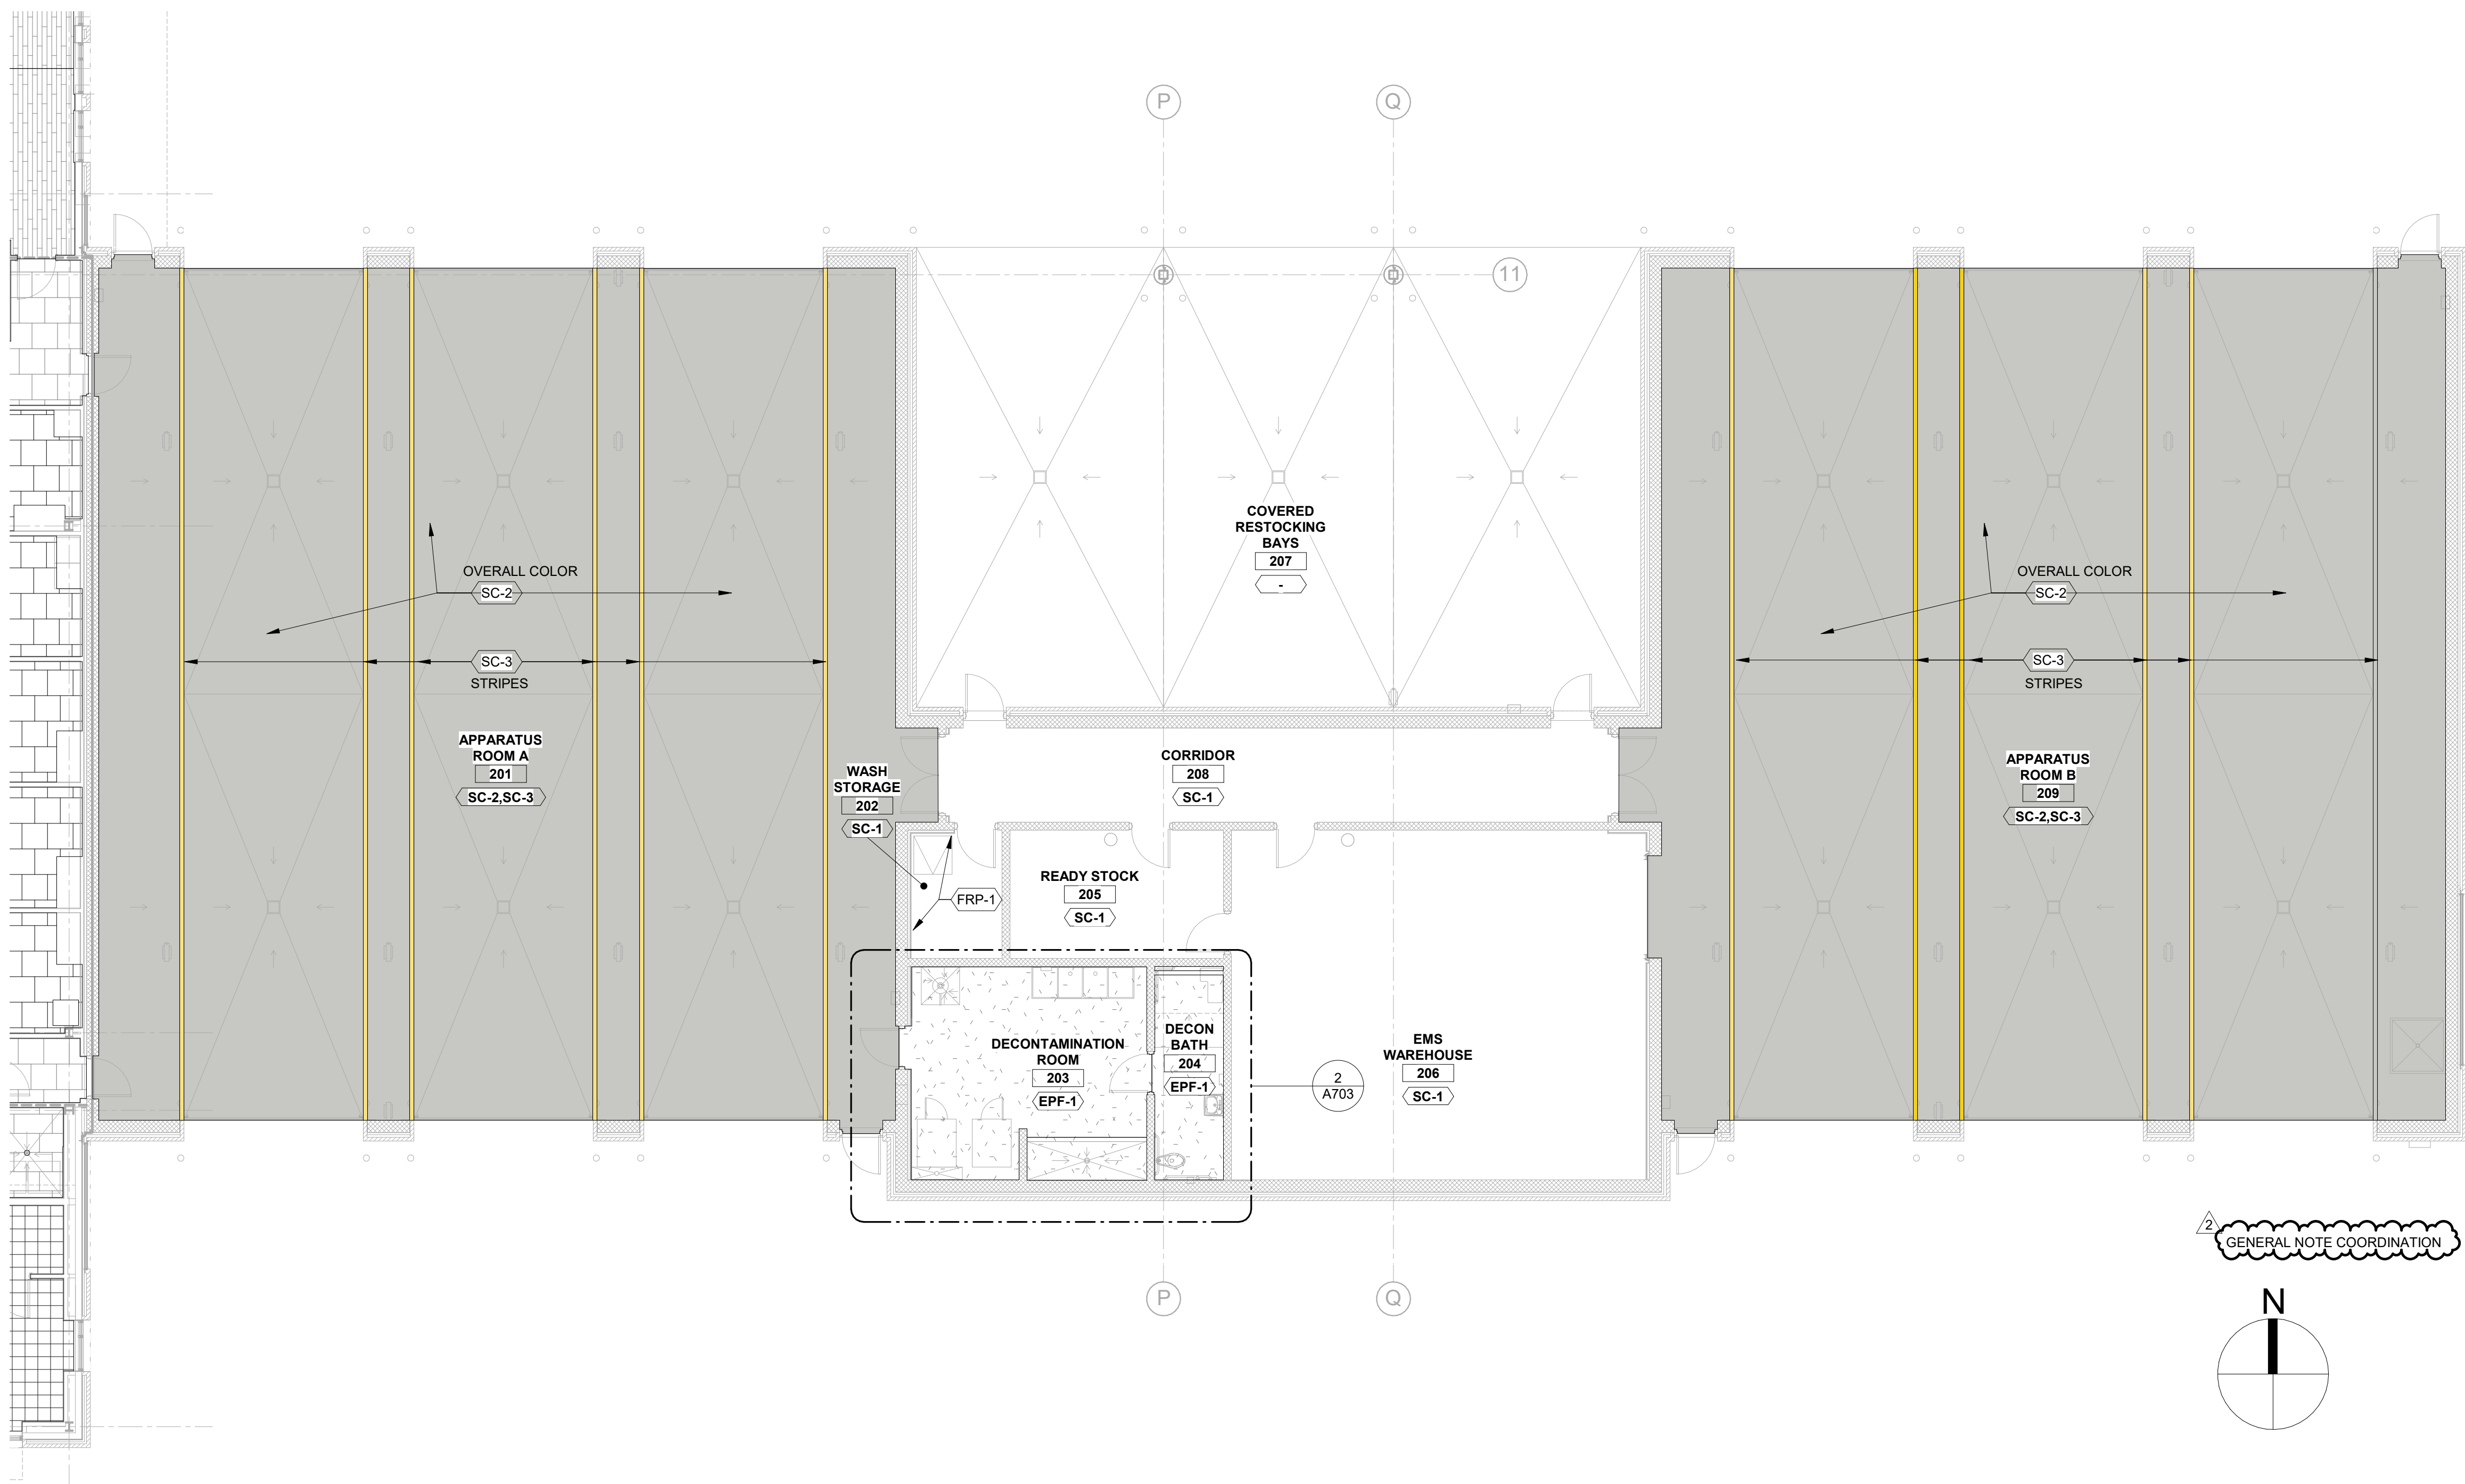 P
Q
11
OVERALL COLOR
SC-2
SC-3
STRIPES
APPARATUS
ROOM A
201
SC-2,SC-3
COVERED
RESTOCKING
BAYS
207
-
OVERALL COLOR
SC-2
SC-3
STRIPES
APPARATUS
ROOM B
209
SC-2,SC-3
WASH
STORAGE
202
SC-1
CORRIDOR
208
SC-1
FRP-1
READY STOCK
205
SC-1
DECONTAMINATION
ROOM
203
EPF-1
DECON
BATH
204
EPF-1
2
A703
EMS
WAREHOUSE
206
SC-1
P
Q
2
GENERAL NOTE COORDINATION
N